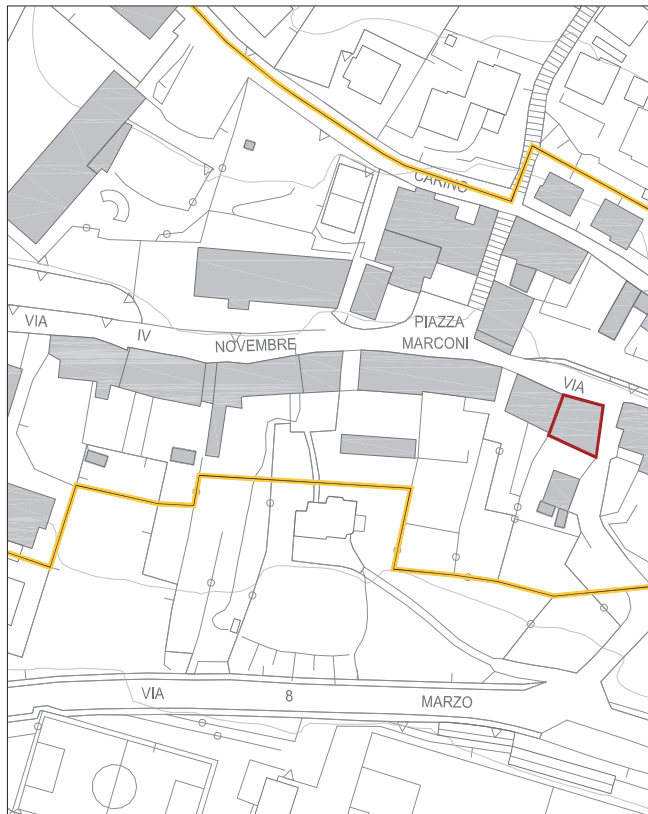 CARINO
VIA IV NOVEMBRE
PIAZZA
MARCONI
VIA
VIA 8 MARZO